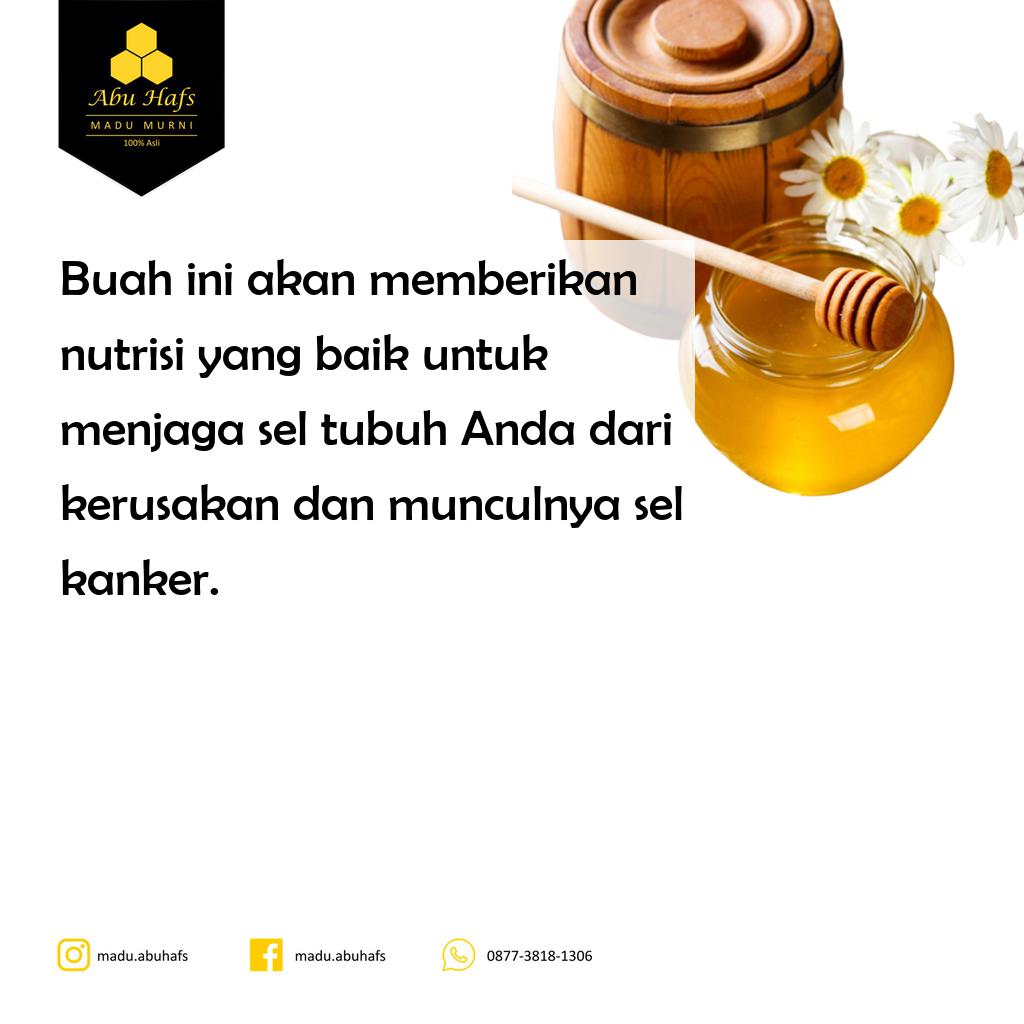 Abu Hafs
MADU MURNI
100% Asli
Buah ini akan memberikan
nutrisi yang baik untuk
menjaga sel tubuh Anda dari
kerusakan dan munculnya sel
kanker.
madu.abuhafs
madu.abuhafs
0877-3818-1306